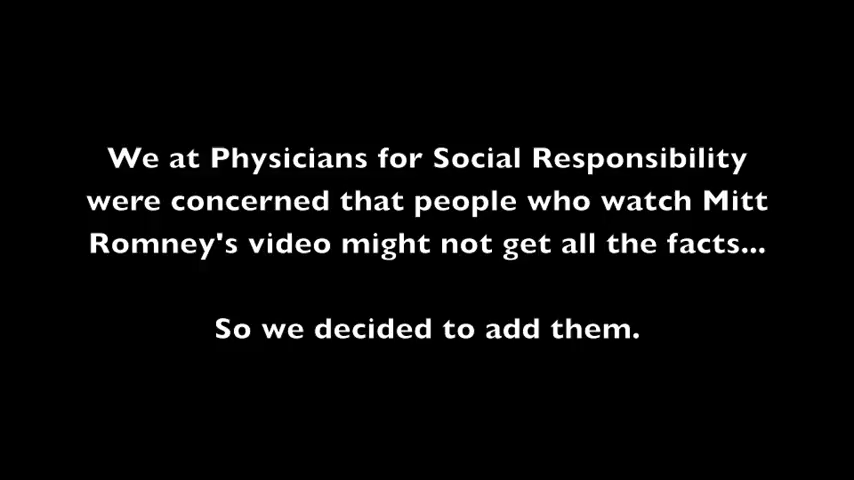 We at Physicians for Social Responsibility
were concerned that people who watch Mitt
Romney's video might not get all the facts...
So we decided to add them.